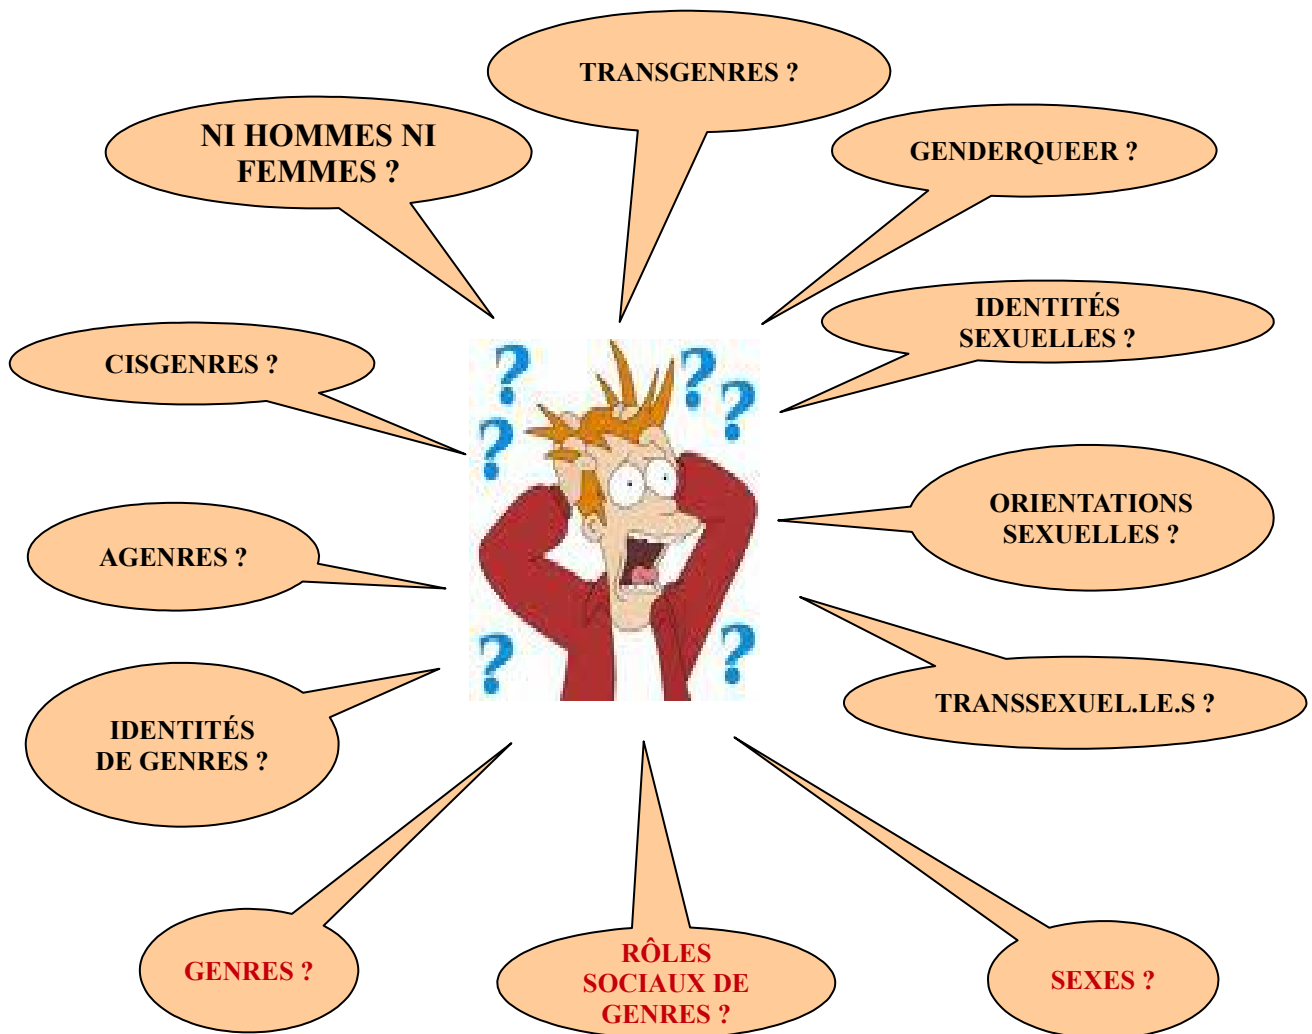 TRANSGENRES ?
NI HOMMES NI
FEMMES ?
GENDERQUEER ?
IDENTITÉS
SEXUELLES ?
CISGENRES ?
ORIENTATIONS
SEXUELLES ?
AGENRES ?
TRANSSEXUEL.LE.S ?
IDENTITÉS
DE GENRES ?
GENRES ?
RÔLES
SOCIAUX DE
GENRES ?
SEXES ?
? ? ? ? ? ?